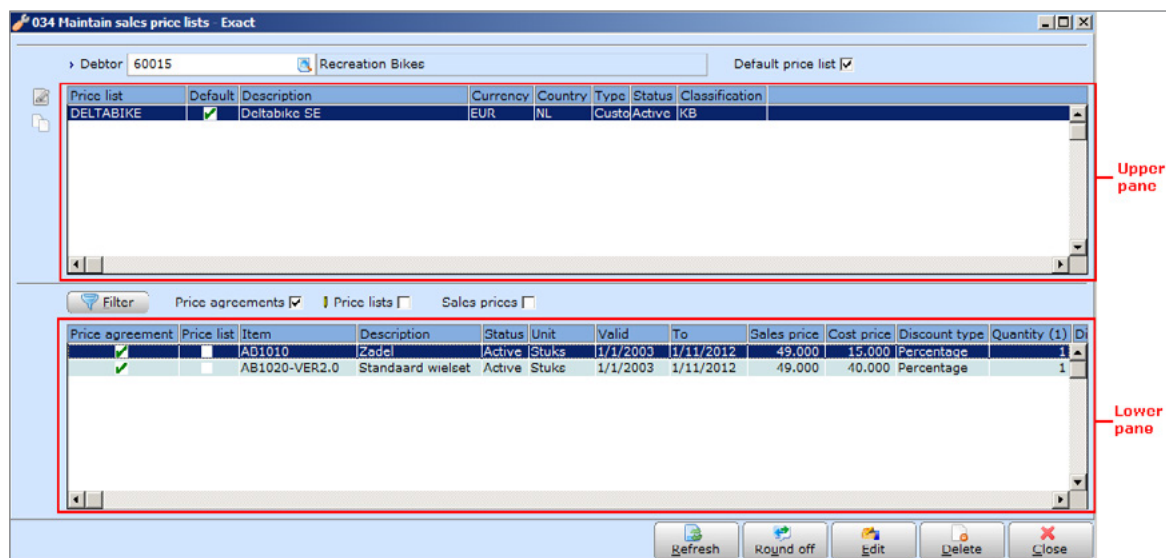 034 Maintain sales price lists - Exact
Debtor 60015 Recreation Bikes Default price list
Price list Default Description Currency Country Type Status Classification
DELTABIKE Deltabike SE EUR NL Custo Active KB
Upper
pane
Filter Price agreements Price lists Sales prices
Price agreement Price list Item Description Status Unit Valid To Sales price Cost price Discount type Quantity (1) Di
AB1010 Zadel Active Stuks 1/1/2003 1/11/2012 49.000 15.000 Percentage 1
AB1020-VER2.0 Standaard wielset Active Stuks 1/1/2003 1/11/2012 49.000 40.000 Percentage 1
Lower
pane
Refresh Round off Edit Delete Close